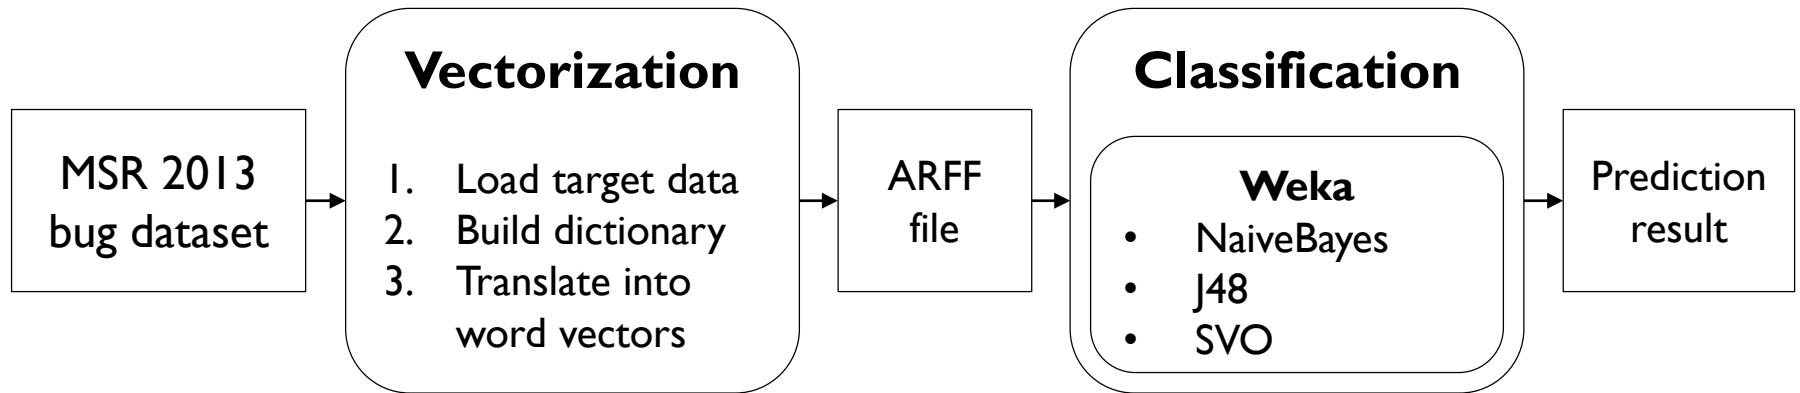 MSR 2013
bug dataset
Vectorization
1. Load target data
2. Build dictionary
3. Translate into
word vectors
ARFF
file
Classification
Weka
• NaiveBayes
• J48
• SVO
Prediction
result